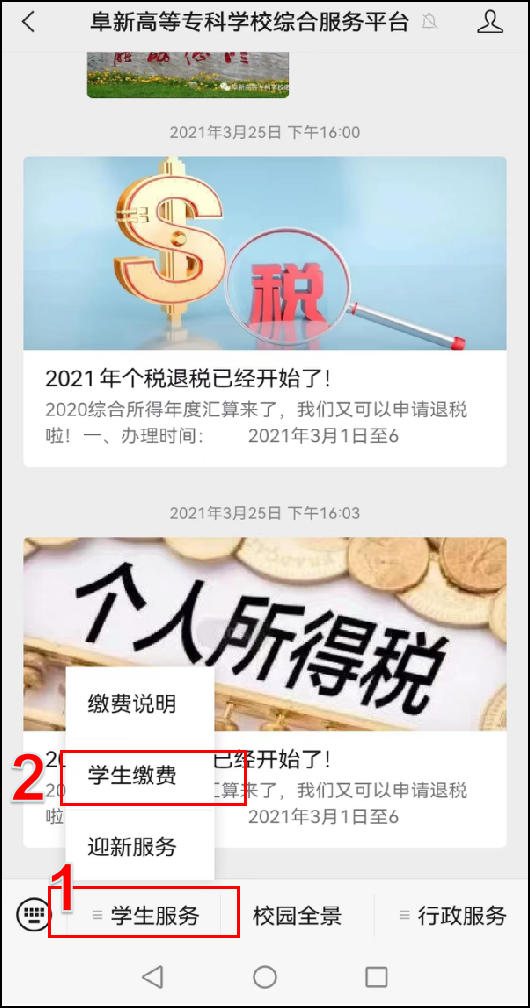 阜新高等专科学校综合服务平台
2021年3月25日 下午16:00
税
2021年个税退税已经开始了！
2020综合所得年度汇算来了，我们又可以申请退税
啦！一、办理时间： 2021年3月1日至6
2021年3月25日 下午16:03
个人所得税
缴费说明
20 已经开始了！
2 学生缴费
20 汇算来了，我们又可以申请退税
啦 2021年3月1日至6
迎新服务
1
学生服务 校园全景 行政服务